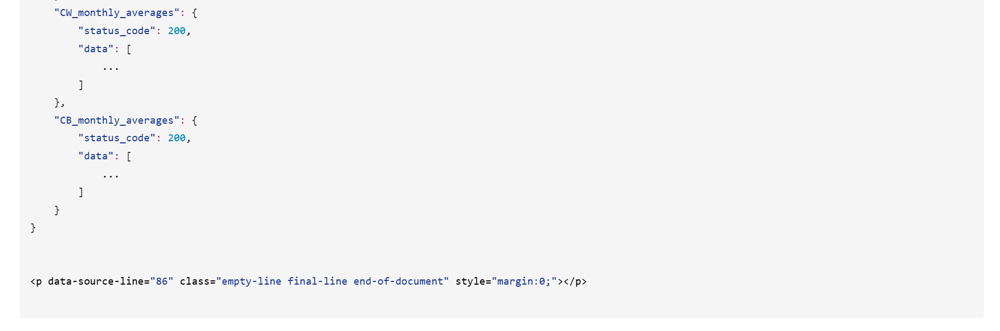 "CW_monthly_averages": {
"status_code": 200,
"data": [
...
]
},
"CB_monthly_averages": {
"status_code": 200,
"data": [
...
]
}
}
<p data-source-line="86" class="empty-line final-line end-of-document" style="margin:0;"></p>